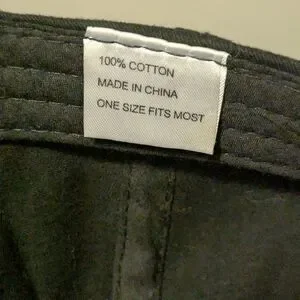 100% COTTON
MADE IN CHINA
ONE SIZE FITS MOST